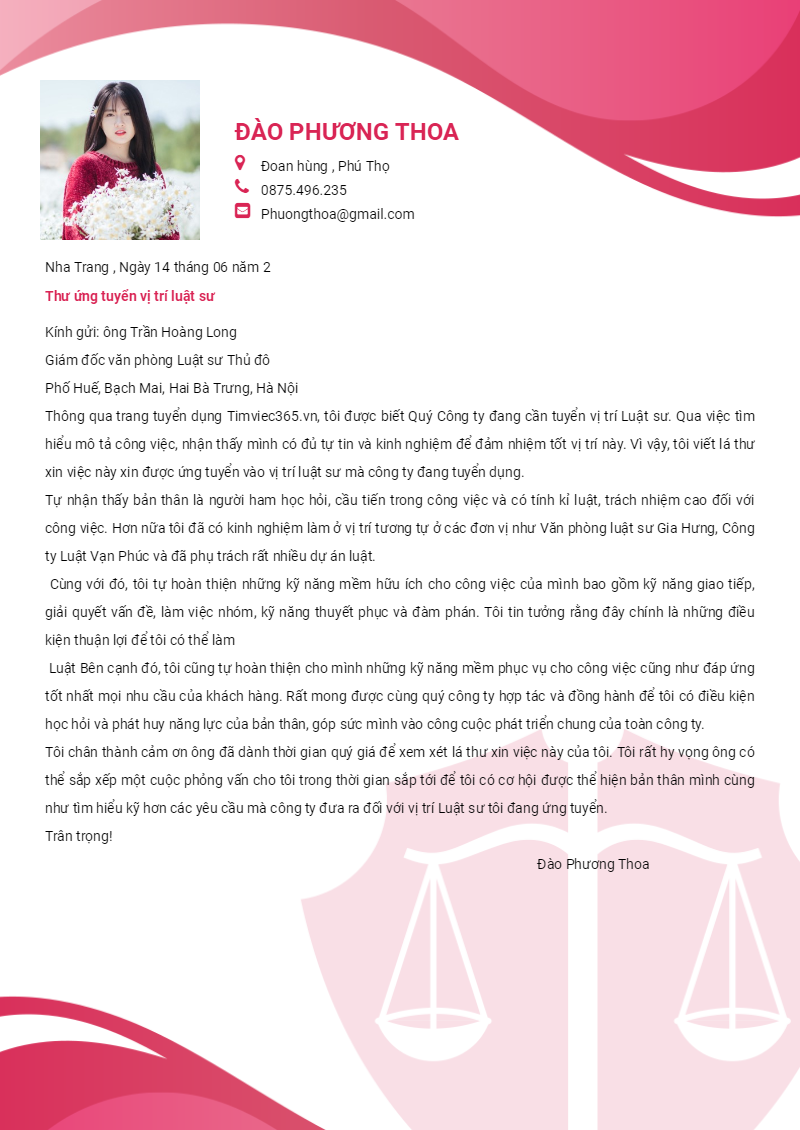 ĐÀO PHƯƠNG THOA
Đoan hùng , Phú Thọ
0875.496.235
Phuongthoa@gmail.com
Nha Trang , Ngày 14 tháng 06 năm 2
Thư ứng tuyển vị trí luật sư
Kính gửi: ông Trần Hoàng Long
Giám đốc văn phòng Luật sư Thủ đô
Phố Huế, Bạch Mai, Hai Bà Trưng, Hà Nội
Thông qua trang tuyển dụng Timviec365.vn, tôi được biết Quý Công ty đang cần tuyển vị trí Luật sư. Qua việc tìm
hiểu mô tả công việc, nhận thấy mình có đủ tự tin và kinh nghiệm để đảm nhiệm tốt vị trí này. Vì vậy, tôi viết lá thư
xin việc này xin được ứng tuyển vào vị trí luật sư mà công ty đang tuyển dụng.
Tự nhận thấy bản thân là người ham học hỏi, cầu tiến trong công việc và có tính kỉ luật, trách nhiệm cao đối với
công việc. Hơn nữa tôi đã có kinh nghiệm làm ở vị trí tương tự ở các đơn vị như Văn phòng luật sư Gia Hưng, Công
ty Luật Vạn Phúc và đã phụ trách rất nhiều dự án luật.
Cùng với đó, tôi tự hoàn thiện những kỹ năng mềm hữu ích cho công việc của mình bao gồm kỹ năng giao tiếp,
giải quyết vấn đề, làm việc nhóm, kỹ năng thuyết phục và đàm phán. Tôi tin tưởng rằng đây chính là những điều
kiện thuận lợi để tôi có thể làm
Luật Bên cạnh đó, tôi cũng tự hoàn thiện cho mình những kỹ năng mềm phục vụ cho công việc cũng như đáp ứng
tốt nhất mọi nhu cầu của khách hàng. Rất mong được cùng quý công ty hợp tác và đồng hành để tôi có điều kiện
học hỏi và phát huy năng lực của bản thân, góp sức mình vào công cuộc phát triển chung của toàn công ty.
Tôi chân thành cảm ơn ông đã dành thời gian quý giá để xem xét lá thư xin việc này của tôi. Tôi rất hy vọng ông có
thể sắp xếp một cuộc phỏng vấn cho tôi trong thời gian sắp tới để tôi có cơ hội được thể hiện bản thân mình cùng
như tìm hiểu kỹ hơn các yêu cầu mà công ty đưa ra đối với vị trí Luật sư tôi đang ứng tuyển.
Trân trọng!
Đào Phương Thoa